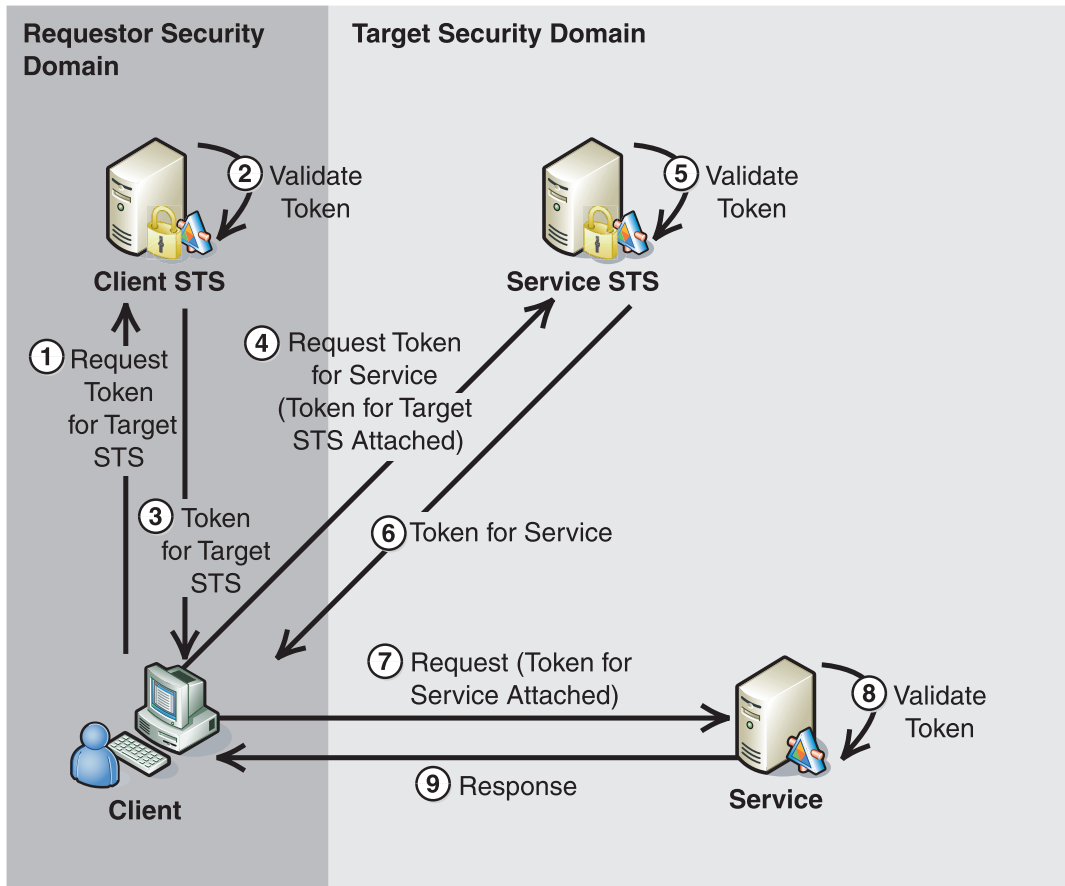 Requestor Security
Domain
Target Security Domain
2 Validate
Token
5 Validate
Token
Client STS
Service STS
1 Request
Token
for Target
STS
4 Request Token
for Service
(Token for Target
STS Attached)
3 Token
for Target
STS
6 Token for Service
7 Request (Token for
Service Attached)
8 Validate
Token
9 Response
Client
Service